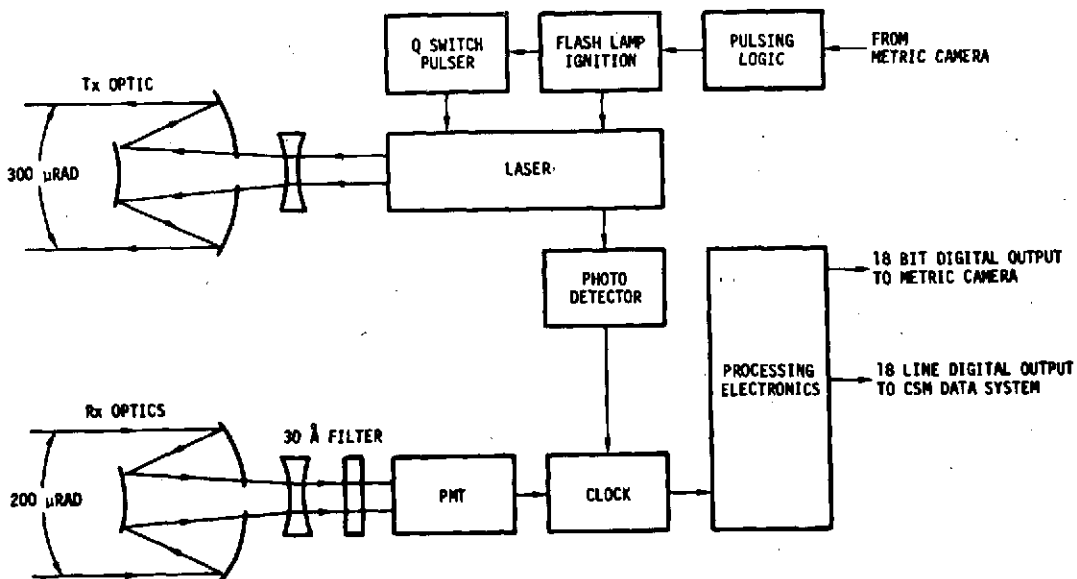 Q SWITCH
PULSER
FLASH LAMP
IGNITION
PULSING
LOGIC
FROM
METRIC CAMERA
Tx OPTIC
300 µRAD
LASER
PHOTO
DETECTOR
18 BIT DIGITAL OUTPUT
TO METRIC CAMERA
PROCESSING
ELECTRONICS
18 LINE DIGITAL OUTPUT
TO CSM DATA SYSTEM
Rx OPTICS
30 Å FILTER
200 µRAD
PMT
CLOCK